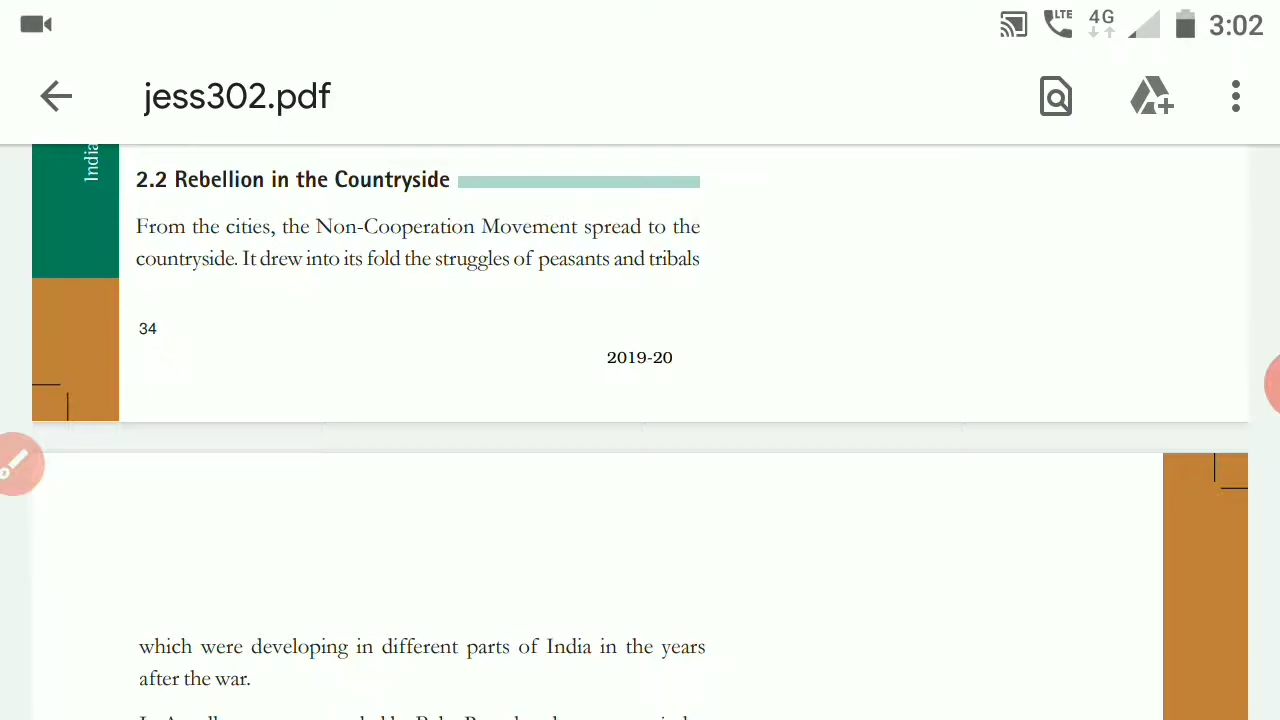 LTE
4G
3:02
jess302.pdf
India
2.2 Rebellion in the Countryside
From the cities, the Non-Cooperation Movement spread to the
countryside. It drew into its fold the struggles of peasants and tribals
34
2019-20
which were developing in different parts of India in the years
after the war.